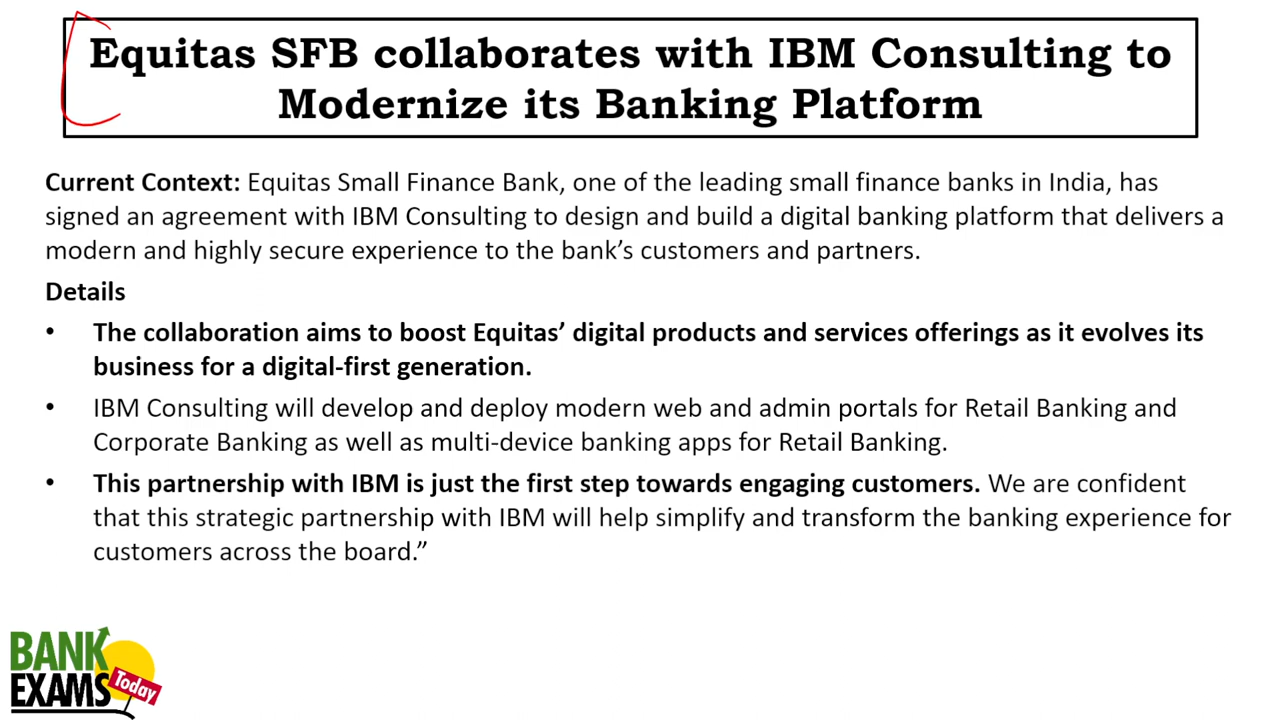 Equitas SFB collaborates with IBM Consulting to
Modernize its Banking Platform
Current Context: Equitas Small Finance Bank, one of the leading small finance banks in India, has
signed an agreement with IBM Consulting to design and build a digital banking platform that delivers a
modern and highly secure experience to the bank’s customers and partners.
Details
• The collaboration aims to boost Equitas’ digital products and services offerings as it evolves its
business for a digital-first generation.
• IBM Consulting will develop and deploy modern web and admin portals for Retail Banking and
Corporate Banking as well as multi-device banking apps for Retail Banking.
• This partnership with IBM is just the first step towards engaging customers. We are confident
that this strategic partnership with IBM will help simplify and transform the banking experience for
customers across the board.”
BANK
EXAMS
Today